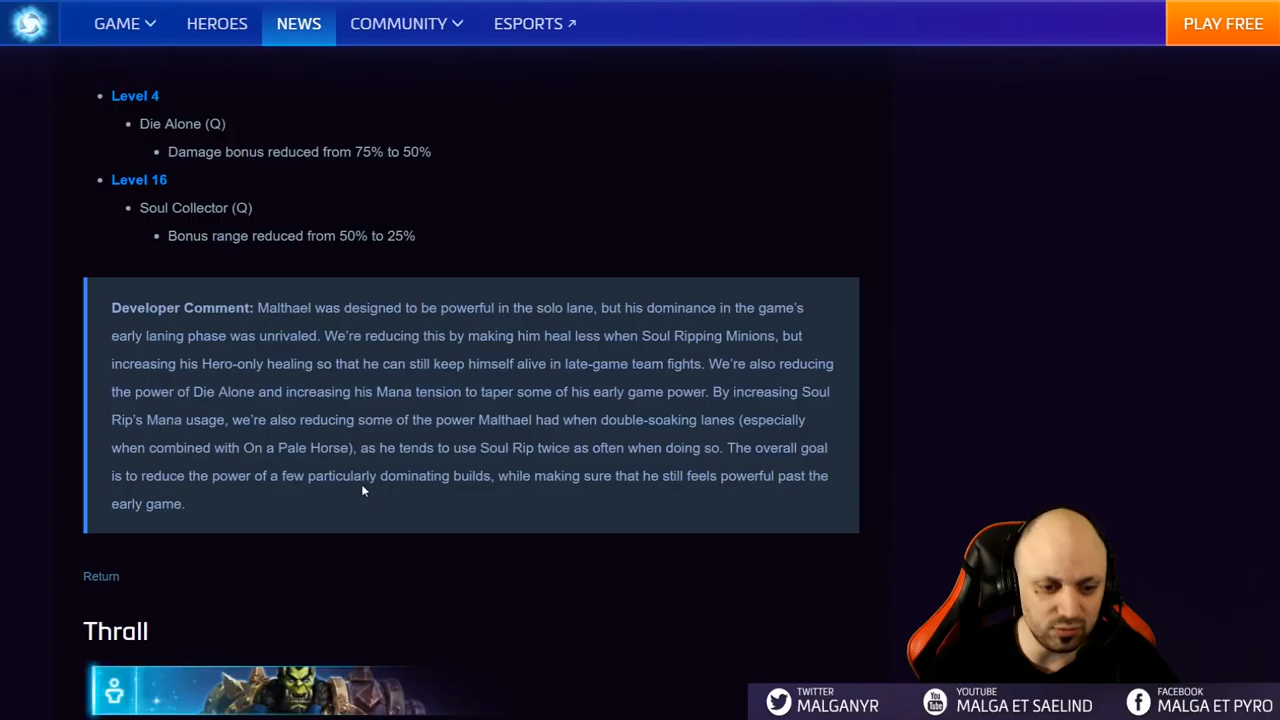 GAME HEROES NEWS COMMUNITY ESPORTS PLAY FREE
Level 4
Die Alone (Q)
Damage bonus reduced from 75% to 50%
Level 16
Soul Collector (Q)
Bonus range reduced from 50% to 25%
Developer Comment: Malthael was designed to be powerful in the solo lane, but his dominance in the game's
early laning phase was unrivaled. We're reducing this by making him heal less when Soul Ripping Minions, but
increasing his Hero-only healing so that he can still keep himself alive in late-game team fights. We're also reducing
the power of Die Alone and increasing his Mana tension to taper some of his early game power. By increasing Soul
Rip's Mana usage, we're also reducing some of the power Malthael had when double-soaking lanes (especially
when combined with On a Pale Horse), as he tends to use Soul Rip twice as often when doing so. The overall goal
is to reduce the power of a few particularly dominating builds, while making sure that he still feels powerful past the
early game.
Return
Thrall
TWITTER
MALGANYR
YOUTUBE
MALGA ET SAELIND
FACEBOOK
MALGA ET PYRO